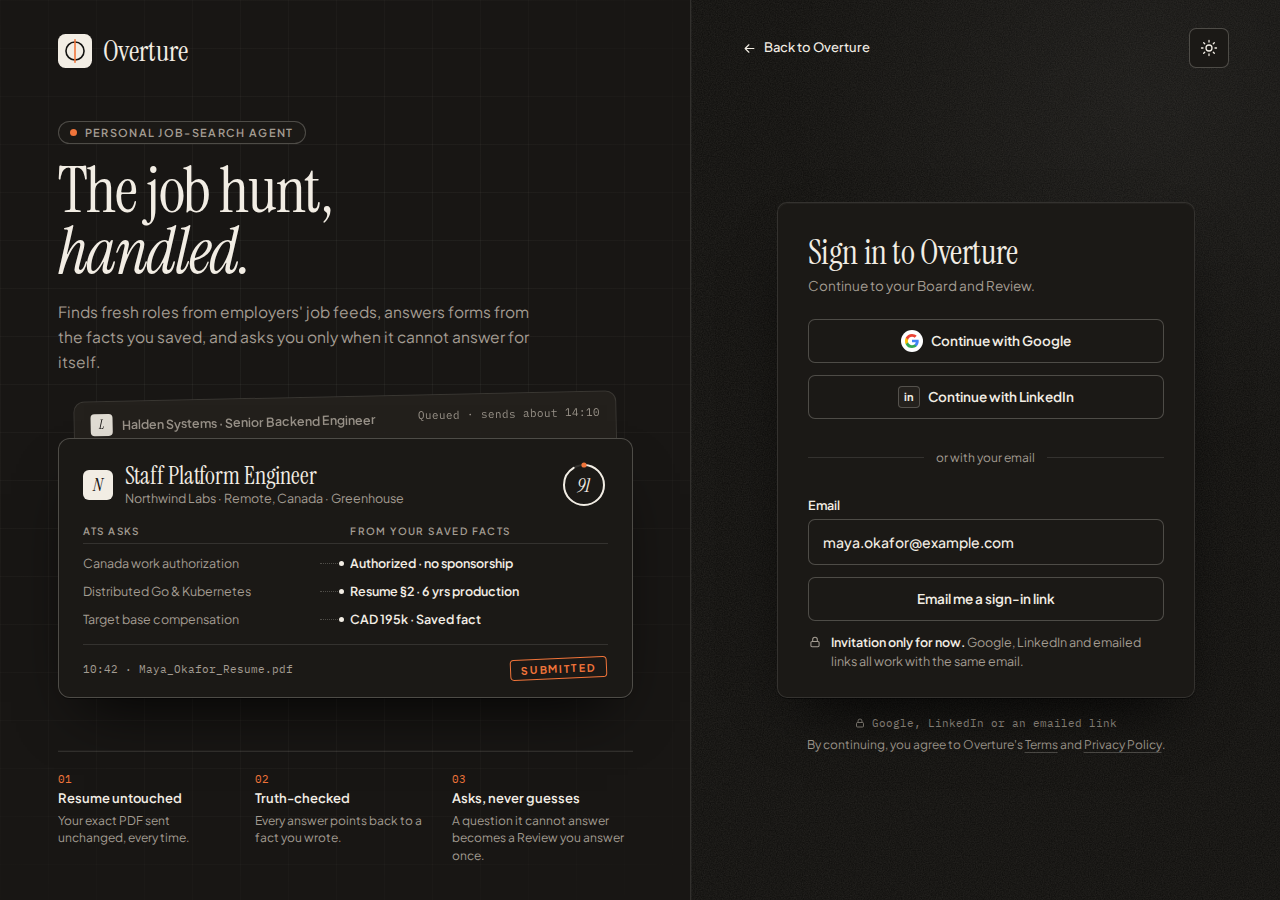 Overture
PERSONAL JOB-SEARCH AGENT
The job hunt,
handled.
Finds fresh roles from employers' job feeds, answers forms from
the facts you saved, and asks you only when it cannot answer for
itself.
L
Halden Systems · Senior Backend Engineer
Queued · sends about 14:10
N
Staff Platform Engineer
Northwind Labs · Remote, Canada · Greenhouse
91
ATS ASKS
FROM YOUR SAVED FACTS
Canada work authorization
Authorized · no sponsorship
Distributed Go & Kubernetes
Resume §2 · 6 yrs production
Target base compensation
CAD 195k · Saved fact
10:42 · Maya_Okafor_Resume.pdf
SUBMITTED
01
Resume untouched
Your exact PDF sent
unchanged, every time.
02
Truth-checked
Every answer points back to a
fact you wrote.
03
Asks, never guesses
A question it cannot answer
becomes a Review you answer
once.
← Back to Overture
Sign in to Overture
Continue to your Board and Review.
G
Continue with Google
in
Continue with LinkedIn
or with your email
Email
maya.okafor@example.com
Email me a sign-in link
Invitation only for now. Google, LinkedIn and emailed
links all work with the same email.
Google, LinkedIn or an emailed link
By continuing, you agree to Overture's Terms and Privacy Policy.